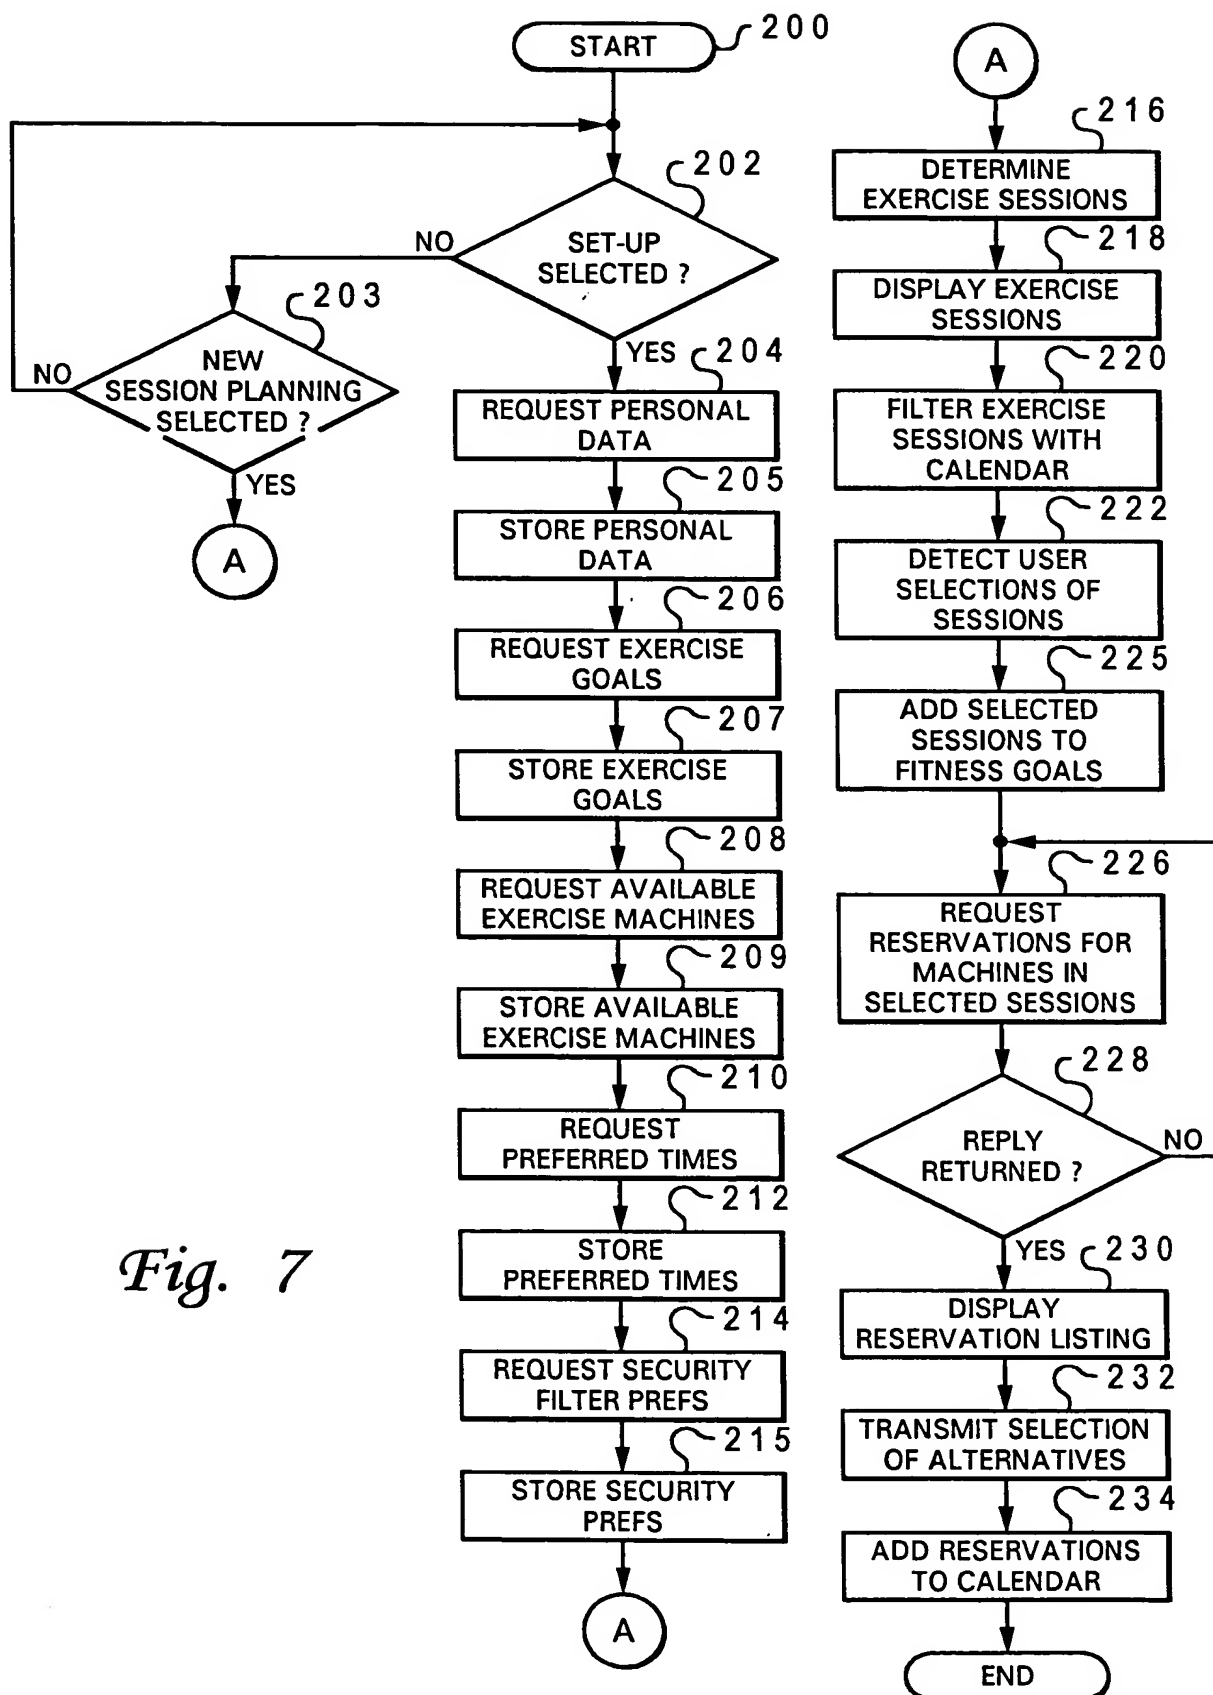 START
200
202
SET-UP
SELECTED ?
NO
YES
203
NEW
SESSION PLANNING
SELECTED ?
NO
YES
A
204
REQUEST PERSONAL
DATA
205
STORE PERSONAL
DATA
206
REQUEST EXERCISE
GOALS
207
STORE EXERCISE
GOALS
208
REQUEST AVAILABLE
EXERCISE MACHINES
209
STORE AVAILABLE
EXERCISE MACHINES
210
REQUEST
PREFERRED TIMES
212
STORE
PREFERRED TIMES
214
REQUEST SECURITY
FILTER PREFS
215
STORE SECURITY
PREFS
A
A
216
DETERMINE
EXERCISE SESSIONS
218
DISPLAY EXERCISE
SESSIONS
220
FILTER EXERCISE
SESSIONS WITH
CALENDAR
222
DETECT USER
SELECTIONS OF
SESSIONS
225
ADD SELECTED
SESSIONS TO
FITNESS GOALS
226
REQUEST
RESERVATIONS FOR
MACHINES IN
SELECTED SESSIONS
228
REPLY
RETURNED ?
NO
YES
230
DISPLAY
RESERVATION LISTING
232
TRANSMIT SELECTION
OF ALTERNATIVES
234
ADD RESERVATIONS
TO CALENDAR
END
Fig. 7